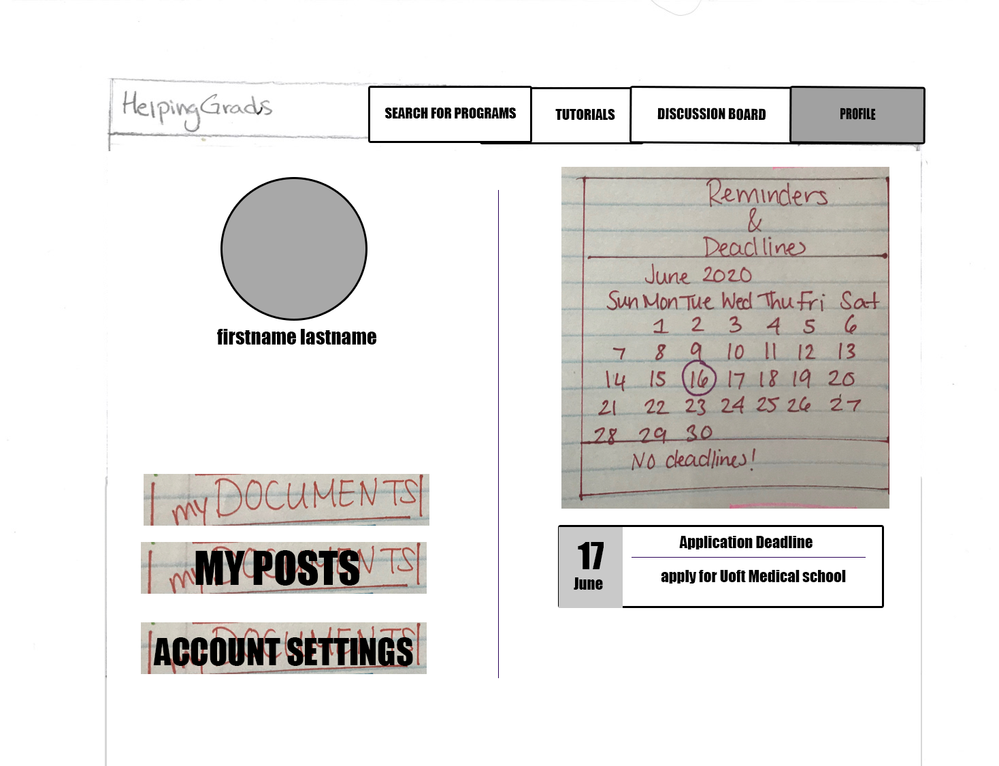 HelpingGrads
SEARCH FOR PROGRAMS
TUTORIALS
DISCUSSION BOARD
PROFILE
firstname lastname
my DOCUMENTS
MY POSTS
ACCOUNT SETTINGS
Reminders
&
Deadlines
June 2020
Sun Mon Tue Wed Thu Fri Sat
1 2 3 4 5 6
7 8 9 10 11 12 13
14 15 16 17 18 19 20
21 22 23 24 25 26 27
28 29 30
No deadlines!
17
June
Application Deadline
apply for Uoft Medical school